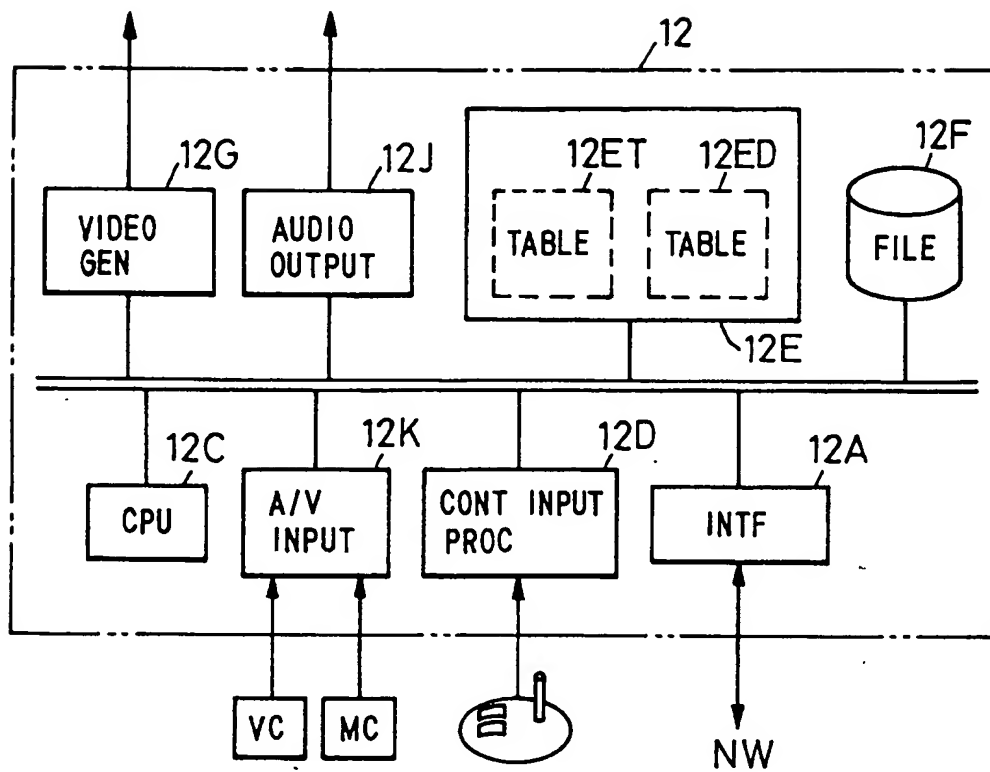 12
12G
12J
12ET
12ED
12F
VIDEO
GEN
AUDIO
OUTPUT
TABLE
TABLE
FILE
12E
12C
12K
12D
12A
CPU
A/V
INPUT
CONT INPUT
PROC
INTF
VC
MC
NW